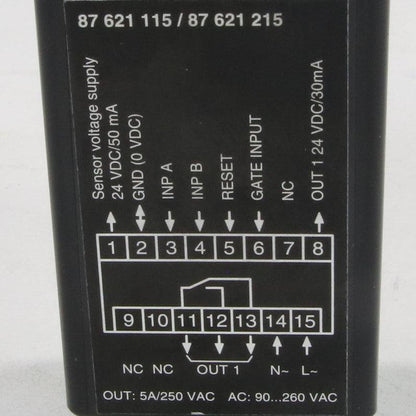 87 621 115 / 87 621 215
Sensor voltage supply
24 VDC/50 mA
GND (0 VDC)
INP A
INP B
RESET
GATE INPUT
NC
OUT 1 24 VDC/30mA
1 2 3 4 5 6 7 8
9 10 11 12 13 14 15
NC NC OUT 1 N~ L~
OUT: 5A/250 VAC AC: 90...260 VAC